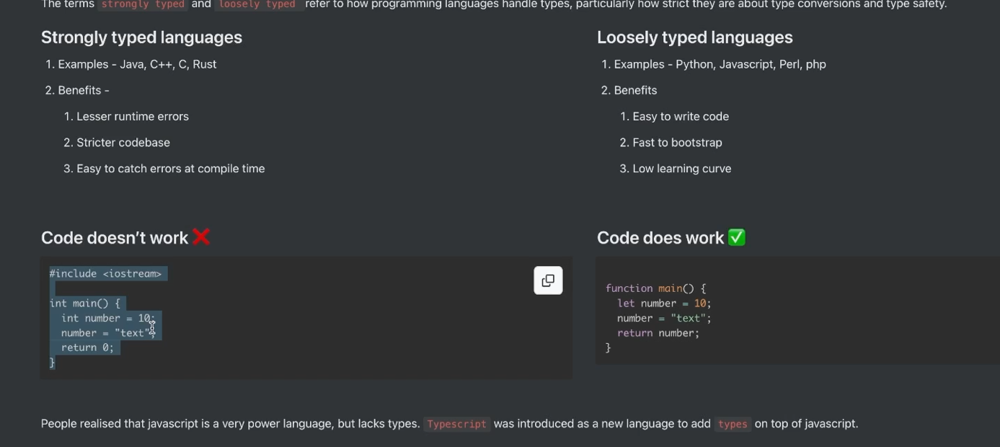 The terms strongly typed and loosely typed refer to how programming languages handle types, particularly how strict they are about type conversions and type safety.
Strongly typed languages
1. Examples - Java, C++, C, Rust
2. Benefits -
1. Lesser runtime errors
2. Stricter codebase
3. Easy to catch errors at compile time
Loosely typed languages
1. Examples - Python, Javascript, Perl, php
2. Benefits
1. Easy to write code
2. Fast to bootstrap
3. Low learning curve
Code doesn't work ❌
#include <iostream>
int main() {
int number = 10;
number = "text";
return 0;
}
Code does work ✅
function main() {
let number = 10;
number = "text";
return number;
}
People realised that javascript is a very power language, but lacks types. Typescript was introduced as a new language to add types on top of javascript.